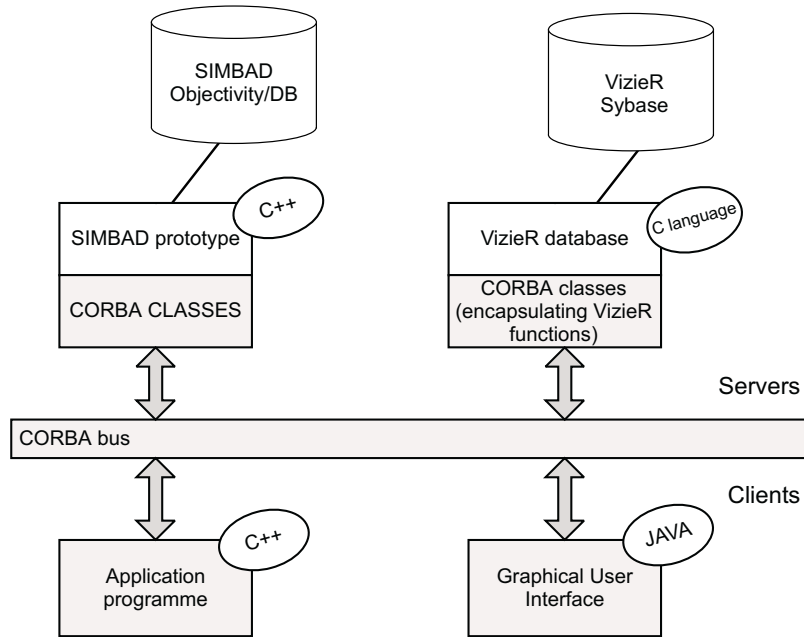 SIMBAD
Objectivity/DB
VizieR
Sybase
C++
SIMBAD prototype
CORBA CLASSES
C language
VizieR database
CORBA classes
(encapsulating VizieR
functions)
Servers
CORBA bus
Clients
C++
Application
programme
JAVA
Graphical User
Interface